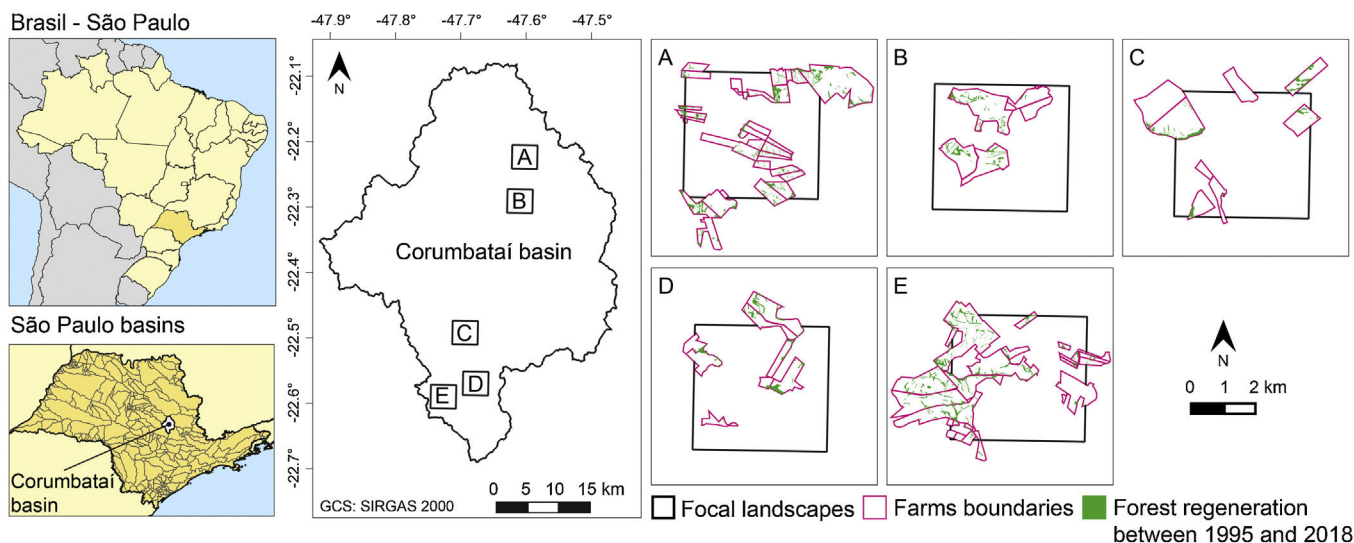 Brasil - São Paulo
São Paulo basins
Corumbataí
basin
-47.9° -47.8° -47.7° -47.6° -47.5°
-22.1°
-22.2°
-22.3°
-22.4°
-22.5°
-22.6°
-22.7°
N
A
B
Corumbataí basin
C
D
E
GCS: SIRGAS 2000
0 5 10 15 km
A
B
C
D
E
N
0 1 2 km
Focal landscapes
Farms boundaries
Forest regeneration
between 1995 and 2018